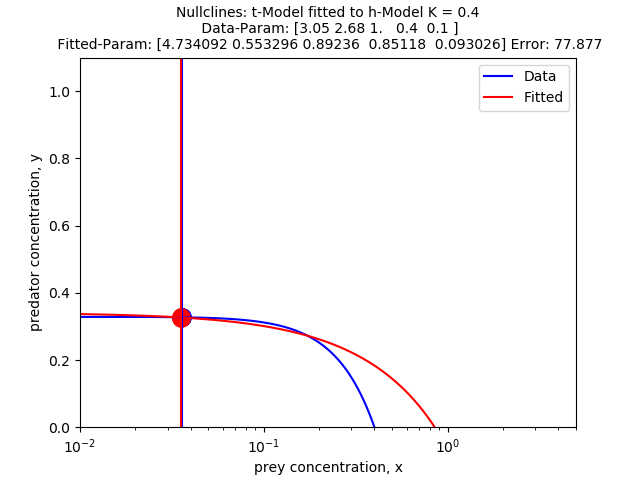 Nullclines: t-Model fitted to h-Model K = 0.4
Data-Param: [3.05 2.68 1.   0.4  0.1 ]
Fitted-Param: [4.734092 0.553296 0.89236  0.85118  0.093026] Error: 77.877
Data
Fitted
predator concentration, y
1.0
0.8
0.6
0.4
0.2
0.0
10⁻² 10⁻¹ 10⁰
prey concentration, x